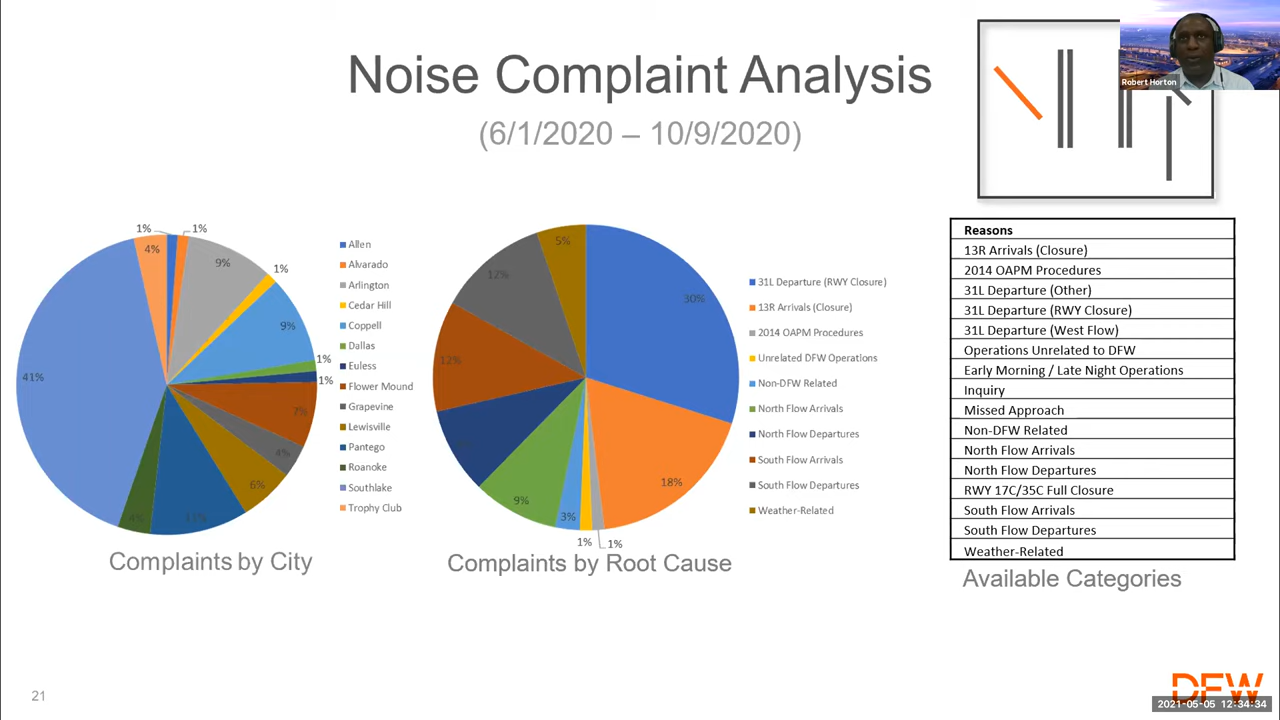 Noise Complaint Analysis
(6/1/2020 – 10/9/2020)
Robert Horton
1%
1%
4%
9%
1%
9%
1%
1%
7%
4%
6%
11%
4%
41%
Allen
Alvarado
Arlington
Cedar Hill
Coppell
Dallas
Euless
Flower Mound
Grapevine
Lewisville
Pantego
Roanoke
Southlake
Trophy Club
Complaints by City
5%
30%
12%
12%
18%
9%
3%
1%
1%
31L Departure (RWY Closure)
13R Arrivals (Closure)
2014 OAPM Procedures
Unrelated DFW Operations
Non-DFW Related
North Flow Arrivals
North Flow Departures
South Flow Arrivals
South Flow Departures
Weather-Related
Complaints by Root Cause
Reasons
13R Arrivals (Closure)
2014 OAPM Procedures
31L Departure (Other)
31L Departure (RWY Closure)
31L Departure (West Flow)
Operations Unrelated to DFW
Early Morning / Late Night Operations
Inquiry
Missed Approach
Non-DFW Related
North Flow Arrivals
North Flow Departures
RWY 17C/35C Full Closure
South Flow Arrivals
South Flow Departures
Weather-Related
Available Categories
21
DFW
2021-05-05 12:34:34